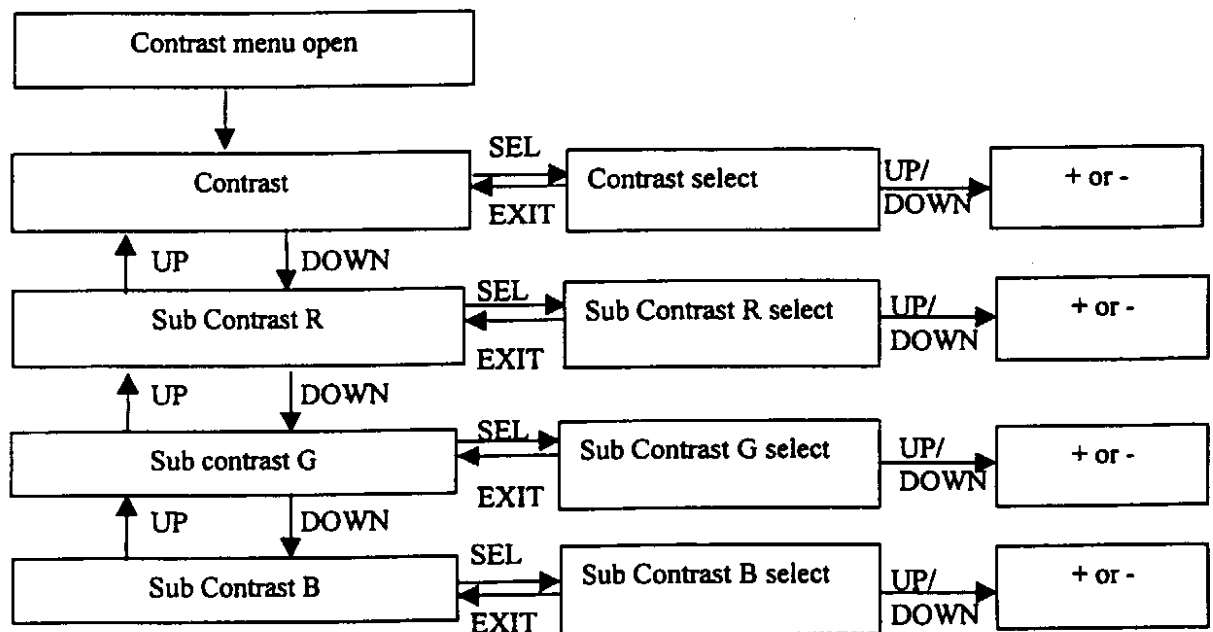 Contrast menu open
SEL
Contrast
Contrast select
UP/
DOWN
+ or -
EXIT
UP
DOWN
SEL
Sub Contrast R
Sub Contrast R select
UP/
DOWN
+ or -
EXIT
UP
DOWN
SEL
Sub contrast G
Sub Contrast G select
UP/
DOWN
+ or -
EXIT
UP
DOWN
SEL
Sub Contrast B
Sub Contrast B select
UP/
DOWN
+ or -
EXIT